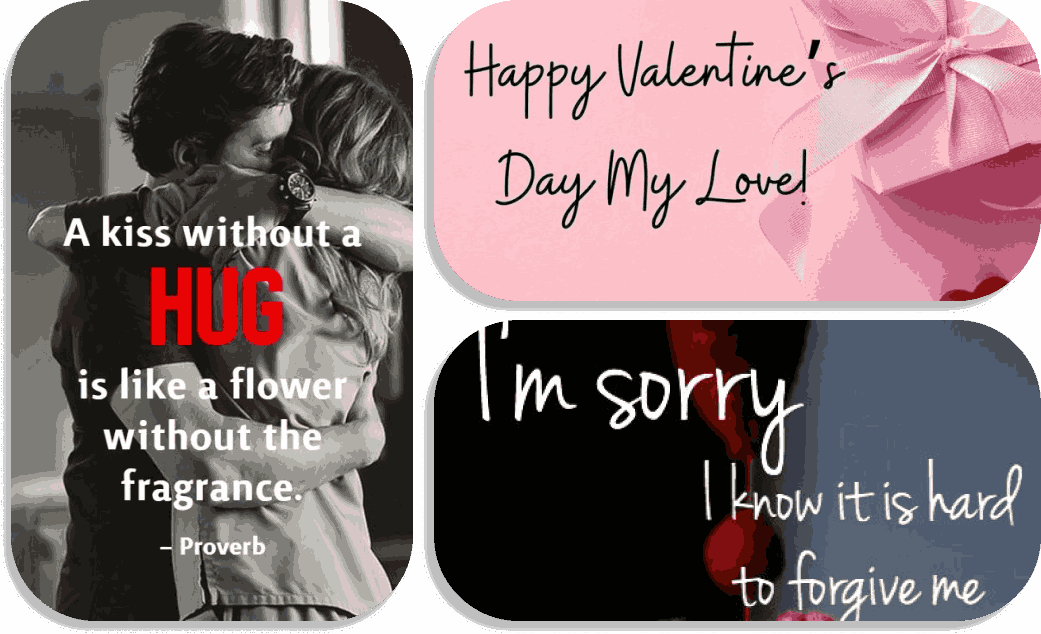 A kiss without a
HUG
is like a flower
without the
fragrance.
– Proverb
Happy Valentine's
Day My Love!
I'm sorry
I know it is hard
to forgive me